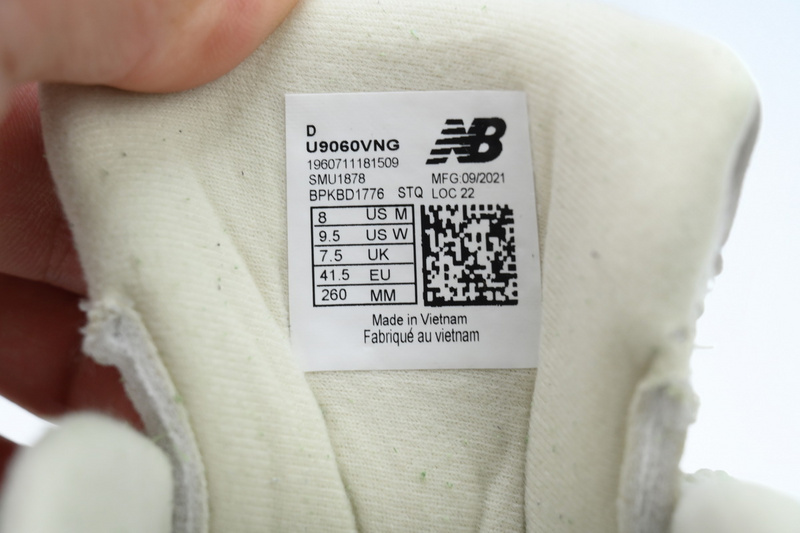 D
U9060VNG
NB
1960711181509
SMU1878 MFG:09/2021
BPKBD1776 STQ LOC 22
8 US M
9.5 US W
7.5 UK
41.5 EU
260 MM
Made in Vietnam
Fabriqué au vietnam